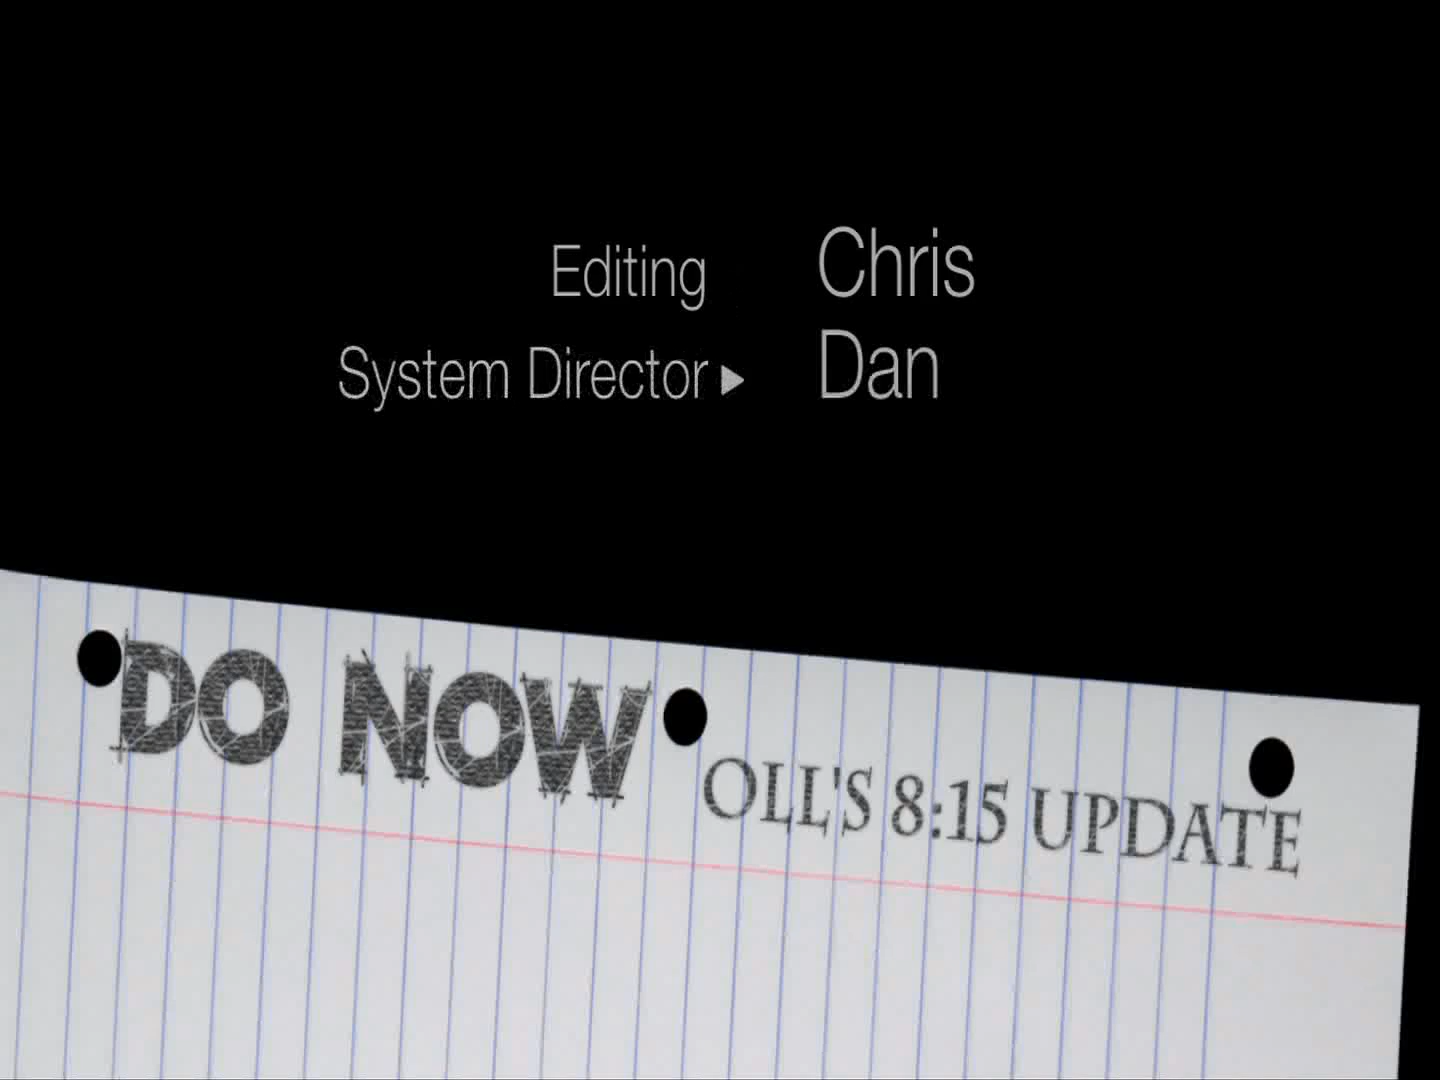 Editing Chris
System Director ▶ Dan
DO NOW
OLL'S 8:15 UPDATE